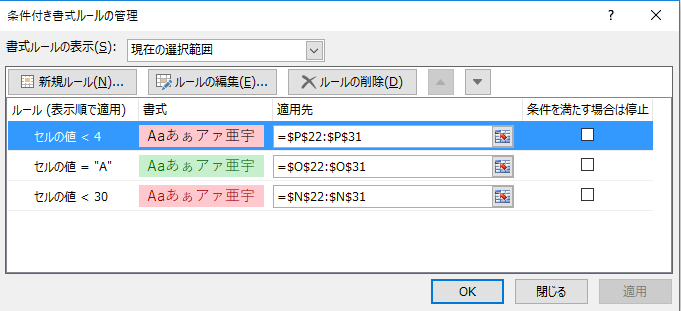 条件付き書式ルールの管理
書式ルールの表示(S): 現在の選択範囲
新規ルール(N)... ルールの編集(E)... ルールの削除(D)
ルール (表示順で適用) 書式 適用先 条件を満たす場合は停止
セルの値 < 4 Aaあぁアァ亜宇 =$P$22:$P$31
セルの値 = "A" Aaあぁアァ亜宇 =$O$22:$O$31
セルの値 < 30 Aaあぁアァ亜宇 =$N$22:$N$31
OK 閉じる 適用